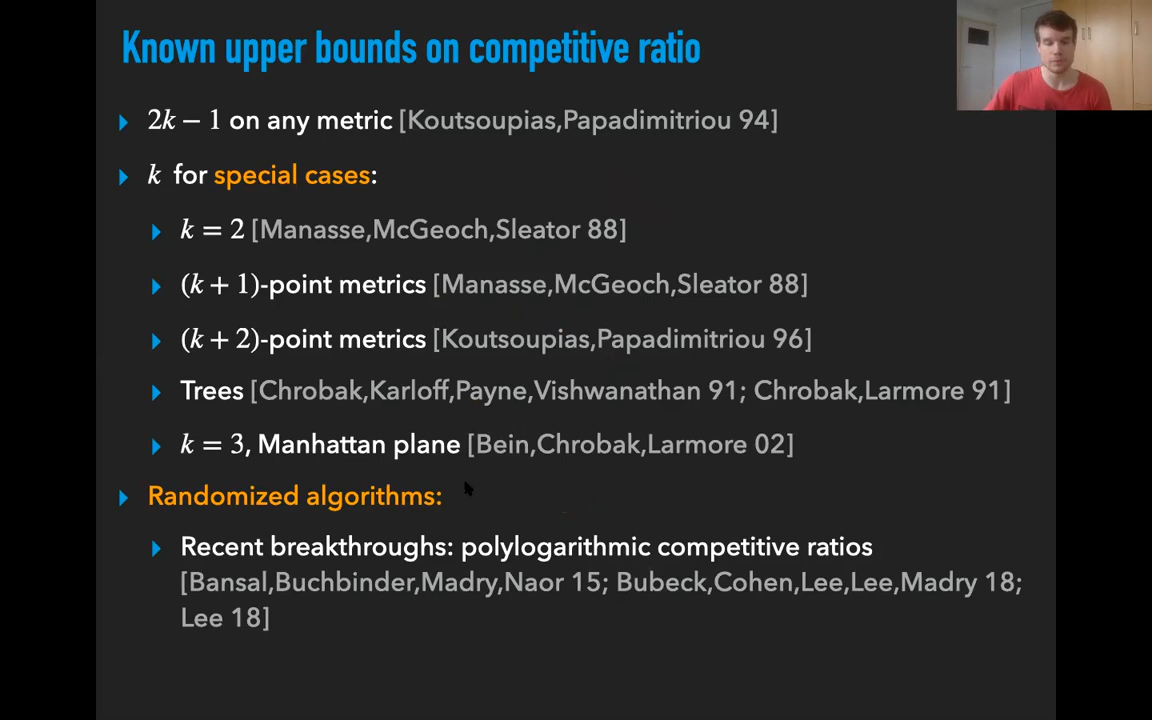 Known upper bounds on competitive ratio
2k − 1 on any metric [Koutsoupias,Papadimitriou 94]
k for special cases:
k = 2 [Manasse,McGeoch,Sleator 88]
(k + 1)-point metrics [Manasse,McGeoch,Sleator 88]
(k + 2)-point metrics [Koutsoupias,Papadimitriou 96]
Trees [Chrobak,Karloff,Payne,Vishwanathan 91; Chrobak,Larmore 91]
k = 3, Manhattan plane [Bein,Chrobak,Larmore 02]
Randomized algorithms:
Recent breakthroughs: polylogarithmic competitive ratios
[Bansal,Buchbinder,Madry,Naor 15; Bubeck,Cohen,Lee,Lee,Madry 18;
Lee 18]